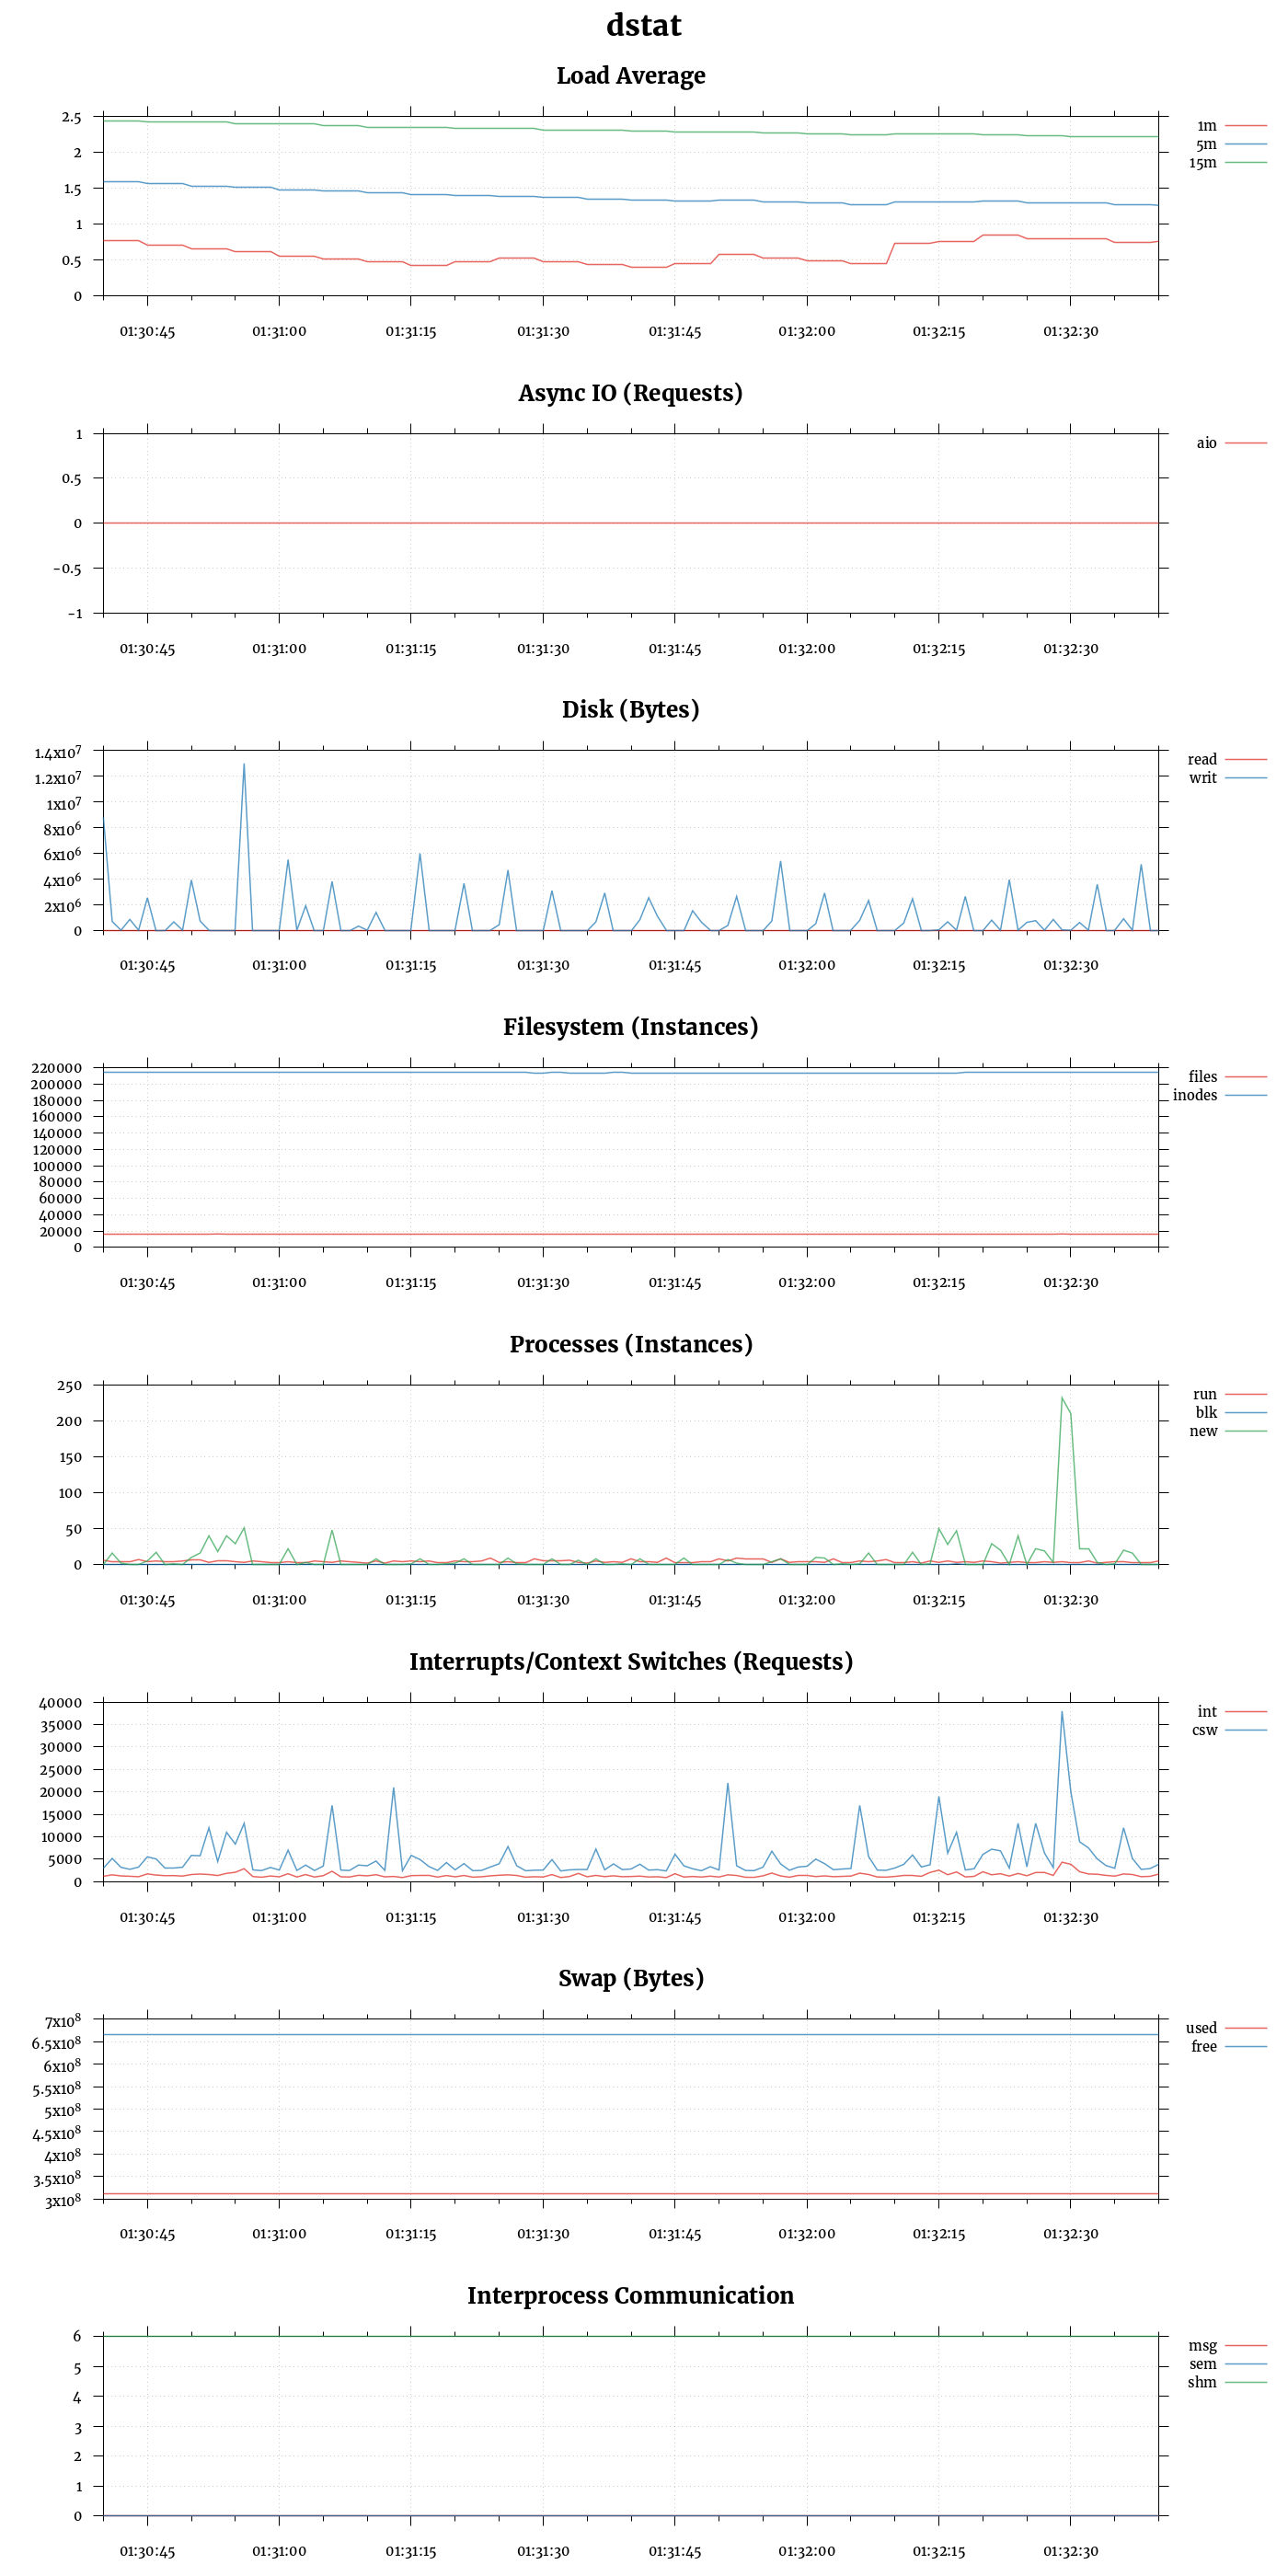 dstat
Load Average
2.5
2
1.5
1
0.5
0
1m
5m
15m
01:30:45 01:31:00 01:31:15 01:31:30 01:31:45 01:32:00 01:32:15 01:32:30
Async IO (Requests)
1
0.5
0
-0.5
-1
aio
01:30:45 01:31:00 01:31:15 01:31:30 01:31:45 01:32:00 01:32:15 01:32:30
Disk (Bytes)
1.4x10⁷
1.2x10⁷
1x10⁷
8x10⁶
6x10⁶
4x10⁶
2x10⁶
0
read
writ
01:30:45 01:31:00 01:31:15 01:31:30 01:31:45 01:32:00 01:32:15 01:32:30
Filesystem (Instances)
220000
200000
180000
160000
140000
120000
100000
80000
60000
40000
20000
0
files
inodes
01:30:45 01:31:00 01:31:15 01:31:30 01:31:45 01:32:00 01:32:15 01:32:30
Processes (Instances)
250
200
150
100
50
0
run
blk
new
01:30:45 01:31:00 01:31:15 01:31:30 01:31:45 01:32:00 01:32:15 01:32:30
Interrupts/Context Switches (Requests)
40000
35000
30000
25000
20000
15000
10000
5000
0
int
csw
01:30:45 01:31:00 01:31:15 01:31:30 01:31:45 01:32:00 01:32:15 01:32:30
Swap (Bytes)
7x10⁸
6.5x10⁸
6x10⁸
5.5x10⁸
5x10⁸
4.5x10⁸
4x10⁸
3.5x10⁸
3x10⁸
used
free
01:30:45 01:31:00 01:31:15 01:31:30 01:31:45 01:32:00 01:32:15 01:32:30
Interprocess Communication
6
5
4
3
2
1
0
msg
sem
shm
01:30:45 01:31:00 01:31:15 01:31:30 01:31:45 01:32:00 01:32:15 01:32:30